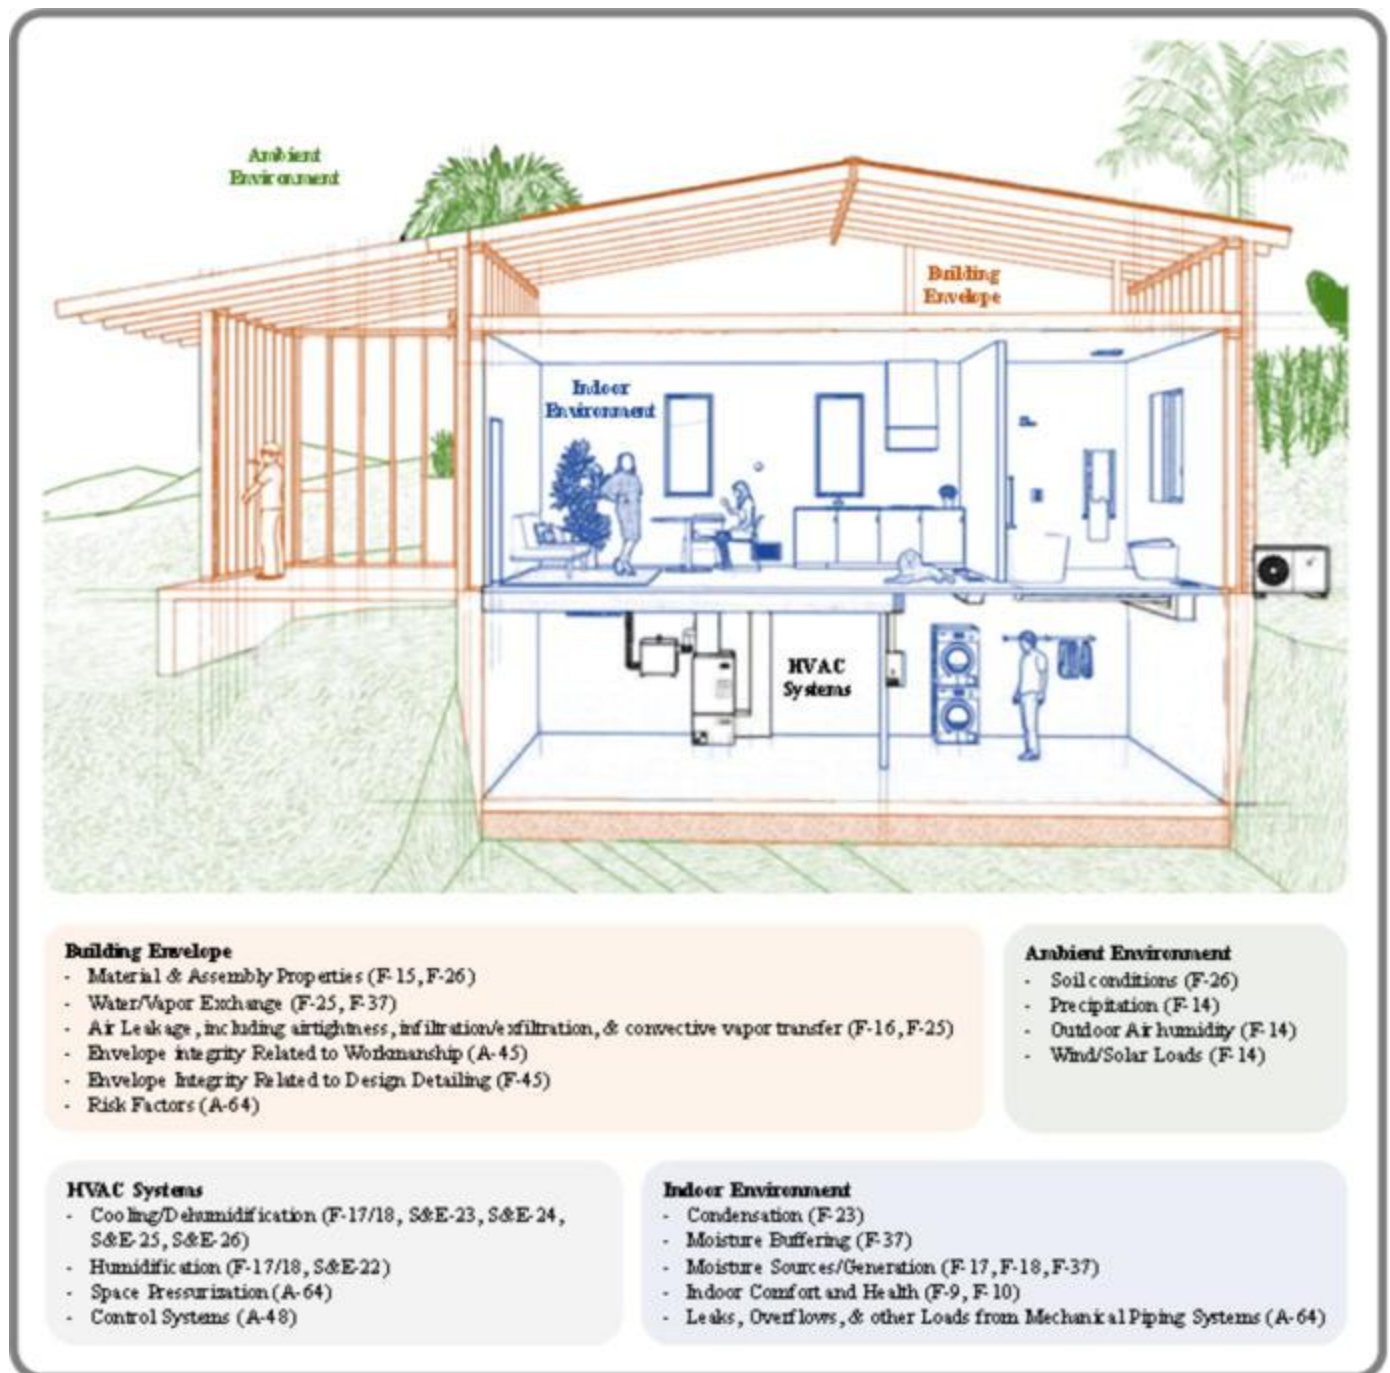 Ambient
Environment
Building
Envelope
Indoor
Environment
HVAC
Systems
Building Envelope
- Material & Assembly Properties (F-15, F-26)
- Water/Vapor Exchange (F-25, F-37)
- Air Leakage, including airtightness, infiltration/exfiltration, & convective vapor transfer (F-16, F-25)
- Envelope integrity Related to Workmanship (A-45)
- Envelope Integrity Related to Design Detailing (F-45)
- Risk Factors (A-64)
Ambient Environment
- Soil conditions (F-26)
- Precipitation (F-14)
- Outdoor Air humidity (F-14)
- Wind/Solar Loads (F-14)
HVAC Systems
- Cooling/Dehumidification (F-17/18, S&E-23, S&E-24,
S&E-25, S&E-26)
- Humidification (F-17/18, S&E-22)
- Space Pressurization (A-64)
- Control Systems (A-48)
Indoor Environment
- Condensation (F-23)
- Moisture Buffering (F-37)
- Moisture Sources/Generation (F-17, F-18, F-37)
- Indoor Comfort and Health (F-9, F-10)
- Leaks, Overflows, & other Loads from Mechanical Piping Systems (A-64)